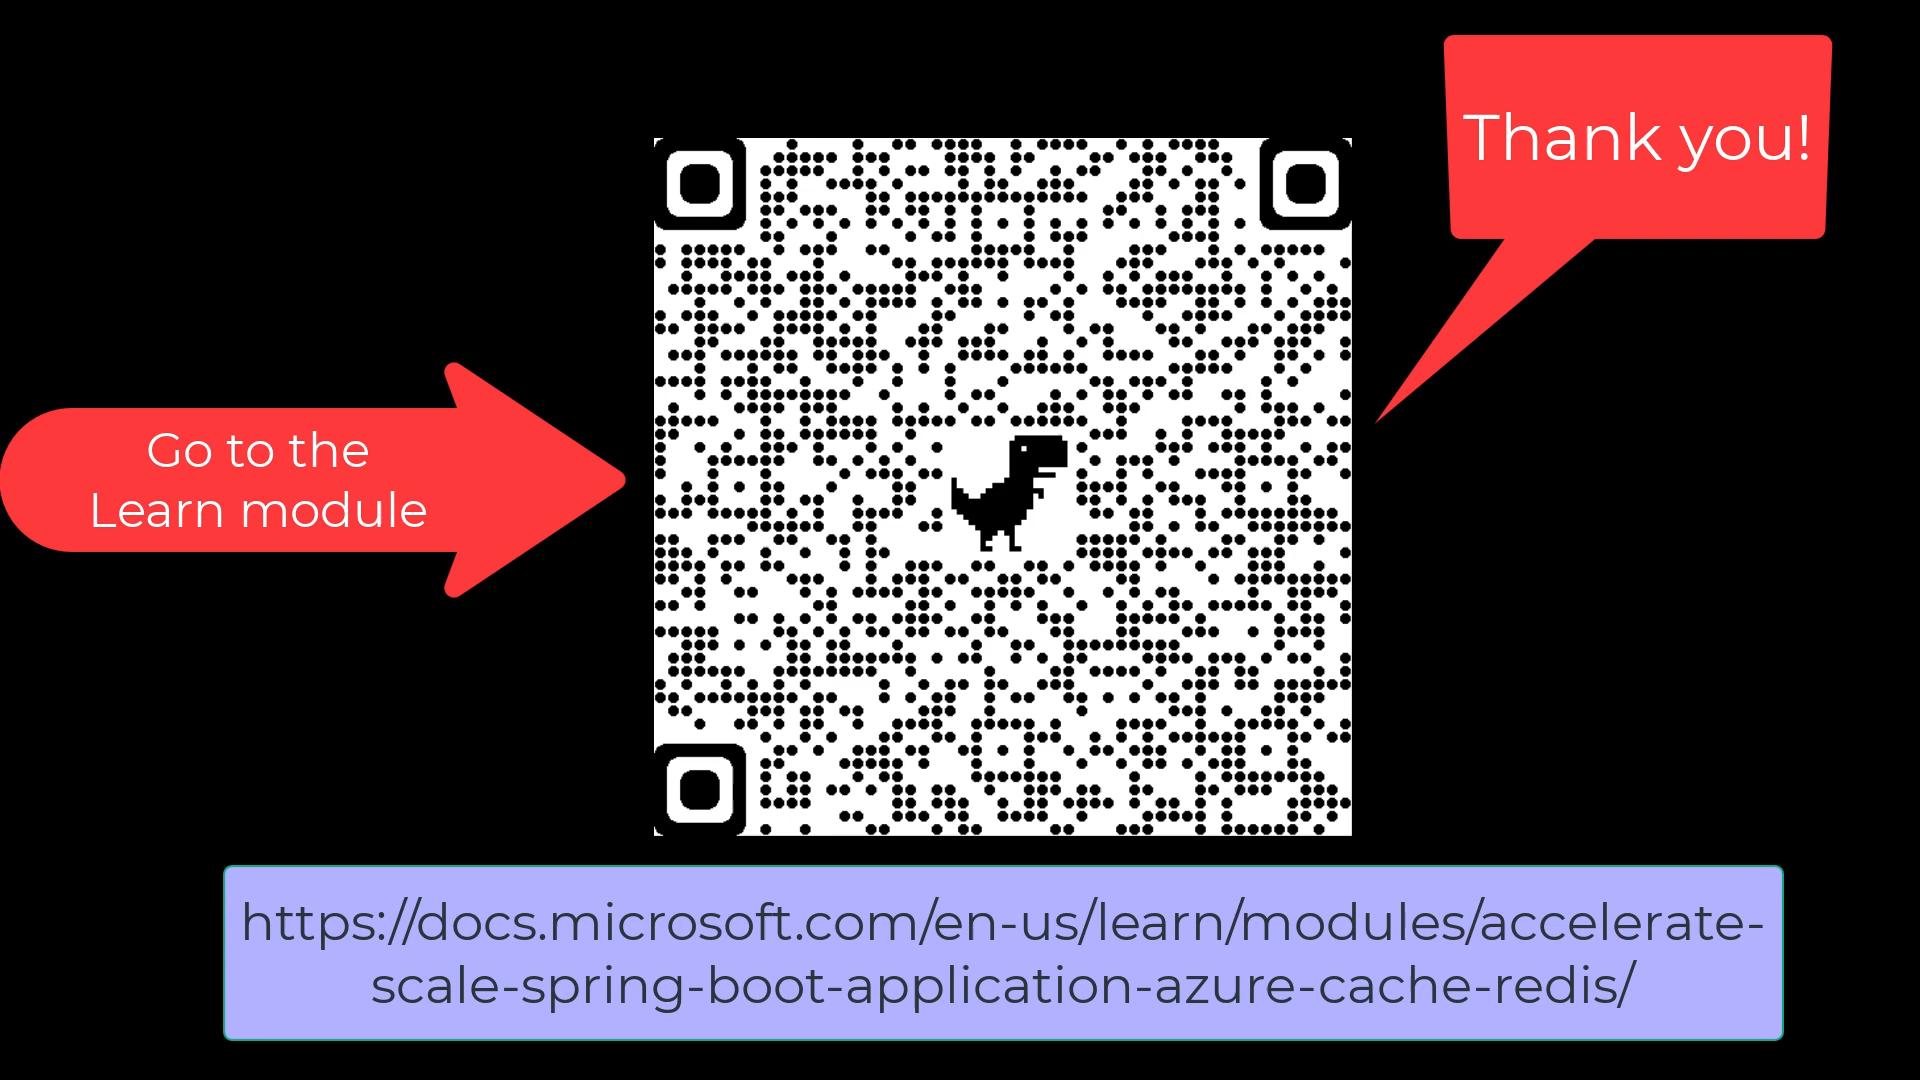 Thank you!
Go to the
Learn module
https://docs.microsoft.com/en-us/learn/modules/accelerate-
scale-spring-boot-application-azure-cache-redis/